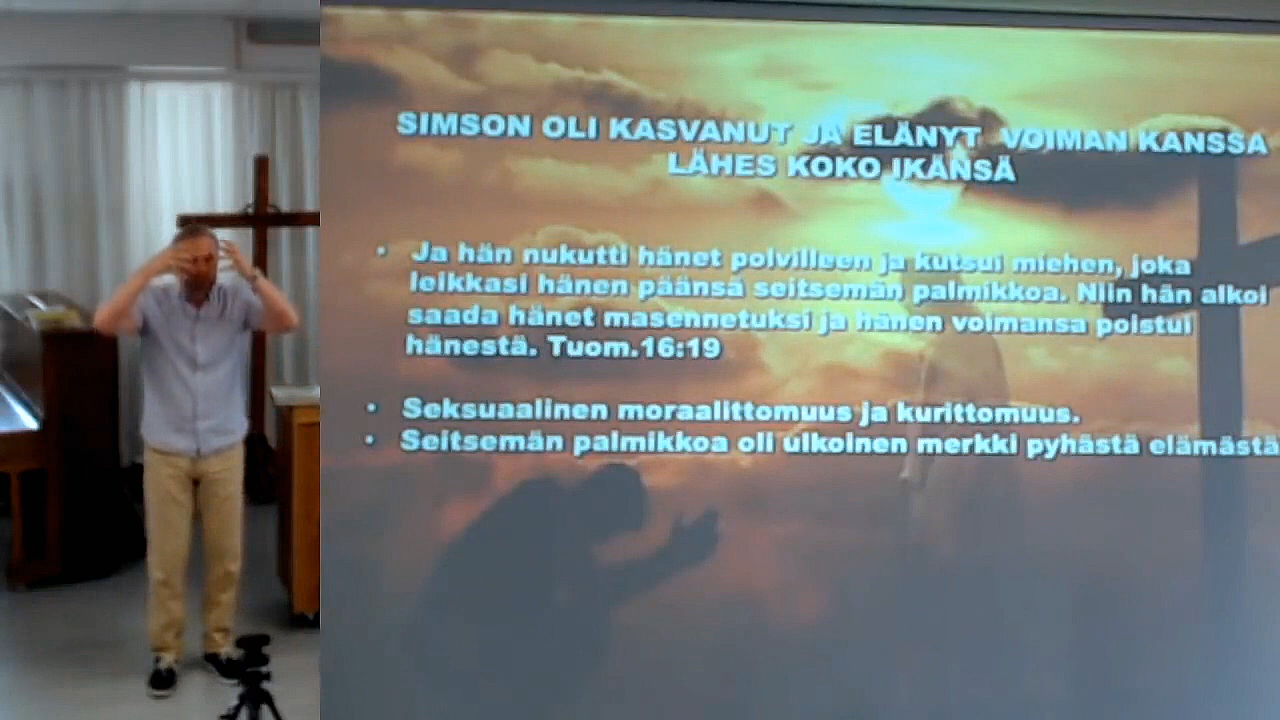 SIMSON OLI KASVANUT JA ELÄNYT VOIMAN KANSSA
LÄHES KOKO IKÄNSÄ
• Ja hän nukutti hänet polvilleen ja kutsui miehen, joka
leikkasi hänen päänsä seitsemän palmikkoa. Niin hän alkoi
saada hänet masennetuksi ja hänen voimansa poistui
hänestä. Tuom.16:19
• Seksuaalinen moraalittomuus ja kurittomuus.
• Seitsemän palmikkoa oli ulkoinen merkki pyhästä elämästä